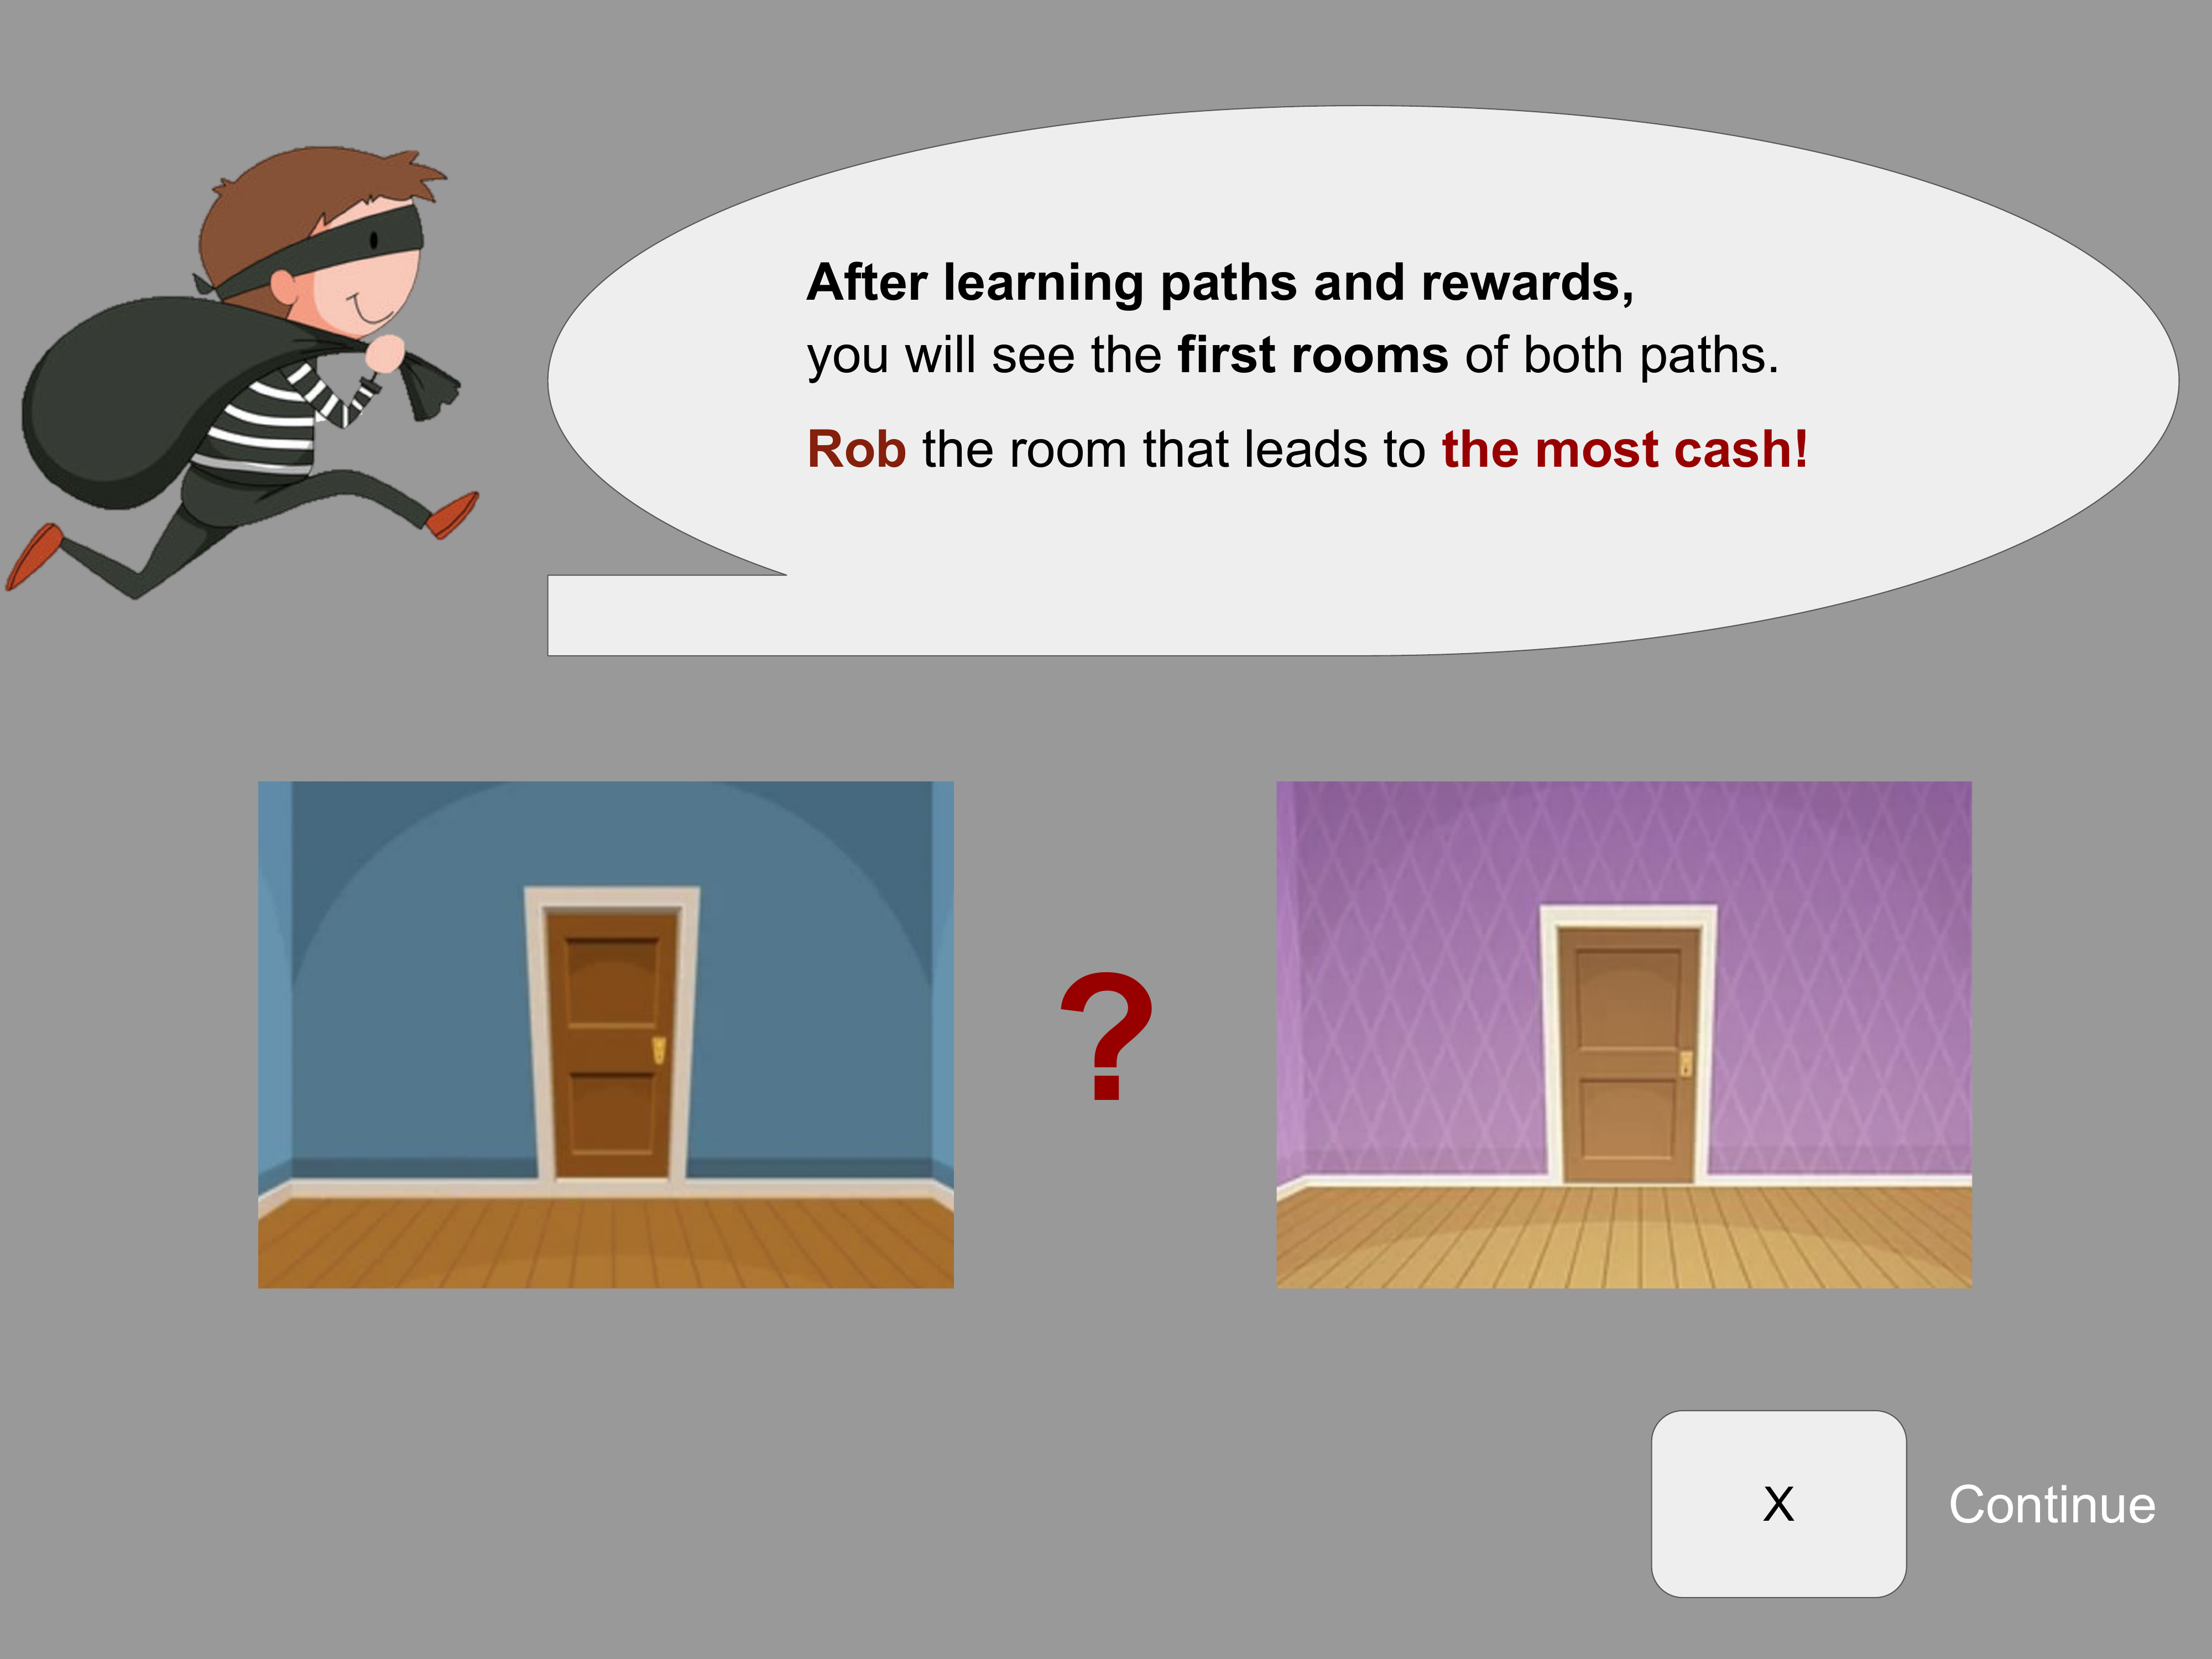 After learning paths and rewards,
you will see the first rooms of both paths.
Rob the room that leads to the most cash!
?
X
Continue